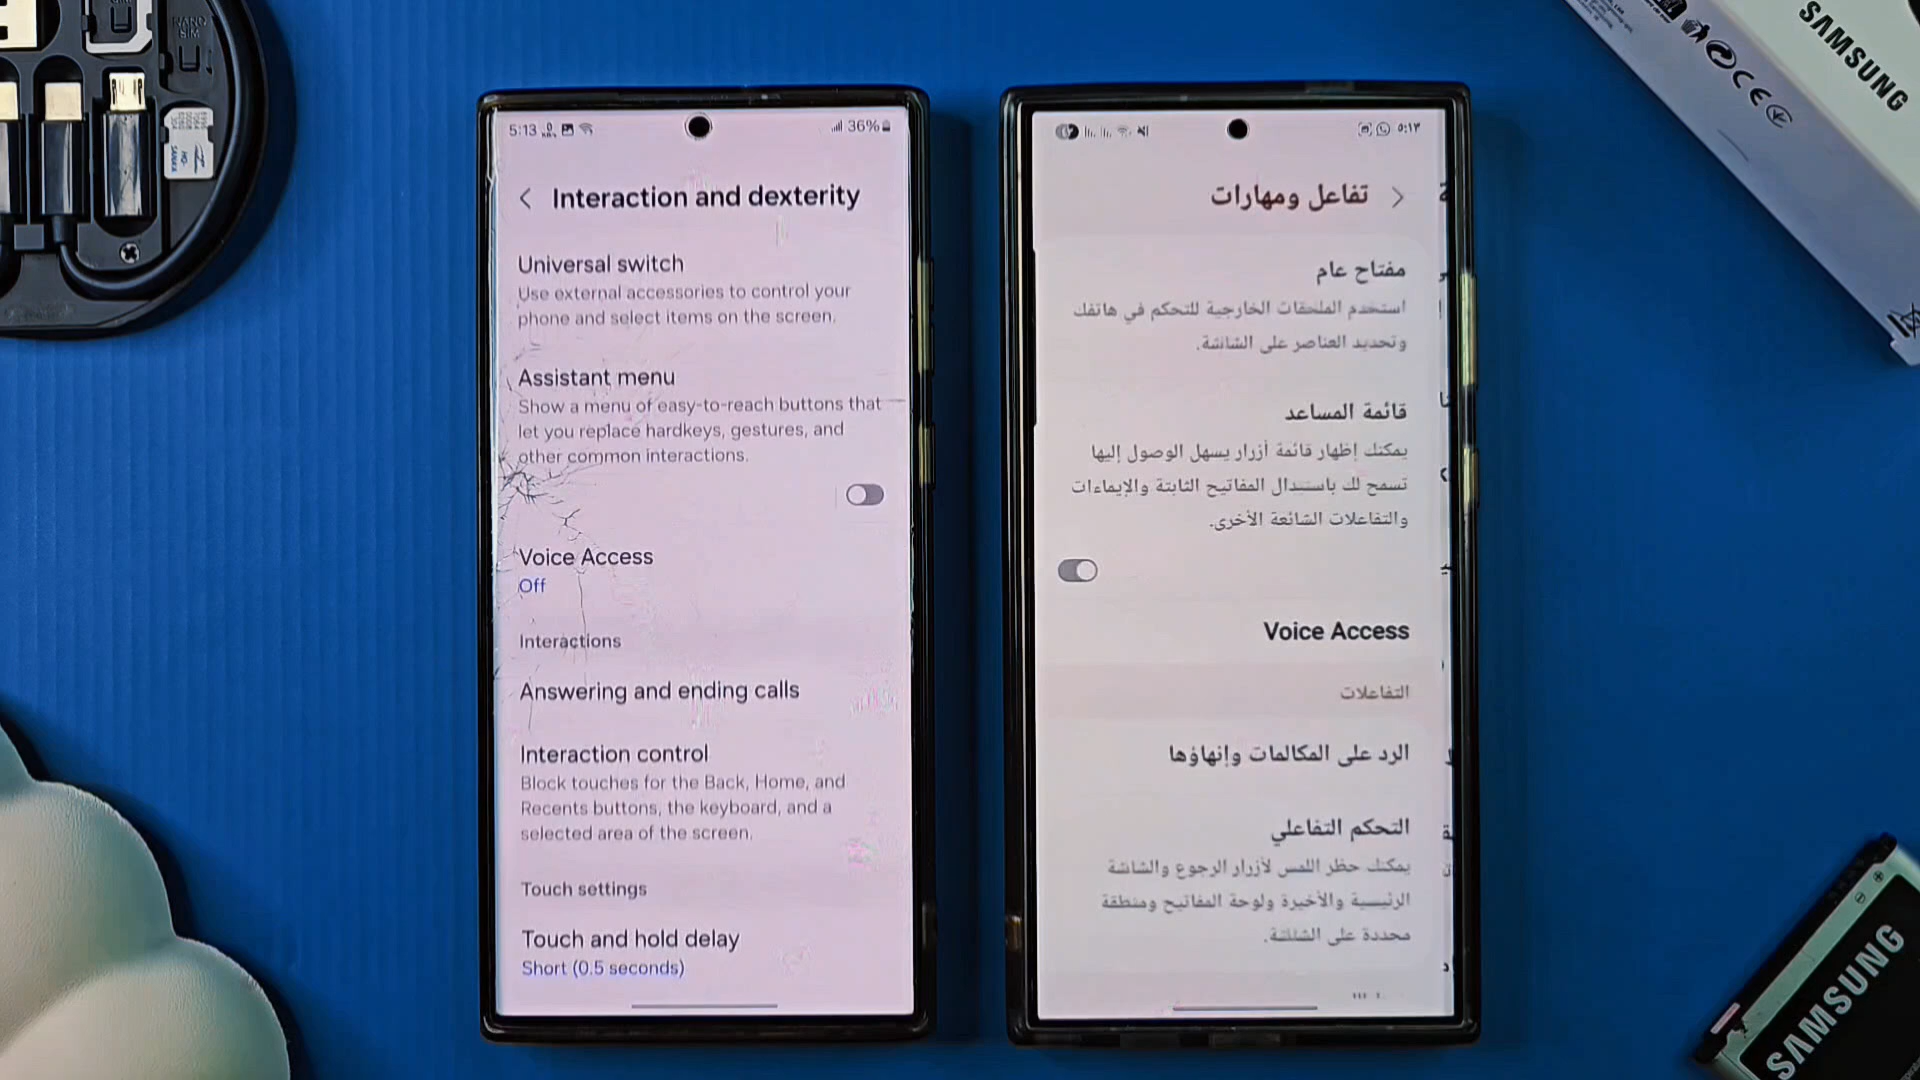 NANO
SIM
SAMSUNG
CE
5:13
36%
Interaction and dexterity
Universal switch
Use external accessories to control your
phone and select items on the screen.
Assistant menu
Show a menu of easy-to-reach buttons that
let you replace hardkeys, gestures, and
other common interactions.
Voice Access
Off
Interactions
Answering and ending calls
Interaction control
Block touches for the Back, Home, and
Recents buttons, the keyboard, and a
selected area of the screen.
Touch settings
Touch and hold delay
Short (0.5 seconds)
٥:١٣
تفاعل ومهارات
مفتاح عام
استخدم الملحقات الخارجية للتحكم في هاتفك
وتحديد العناصر على الشاشة.
قائمة المساعد
يمكنك إظهار قائمة أزرار يسهل الوصول إليها
تسمح لك باستبدال المفاتيح الثابتة والإيماءات
والتفاعلات الشائعة الأخرى.
Voice Access
التفاعلات
الرد على المكالمات وإنهاؤها
التحكم التفاعلي
يمكنك حظر اللمس لأزرار الرجوع والشاشة
الرئيسية والأخيرة ولوحة المفاتيح ومنطقة
محددة على الشاشة.
SAMSUNG